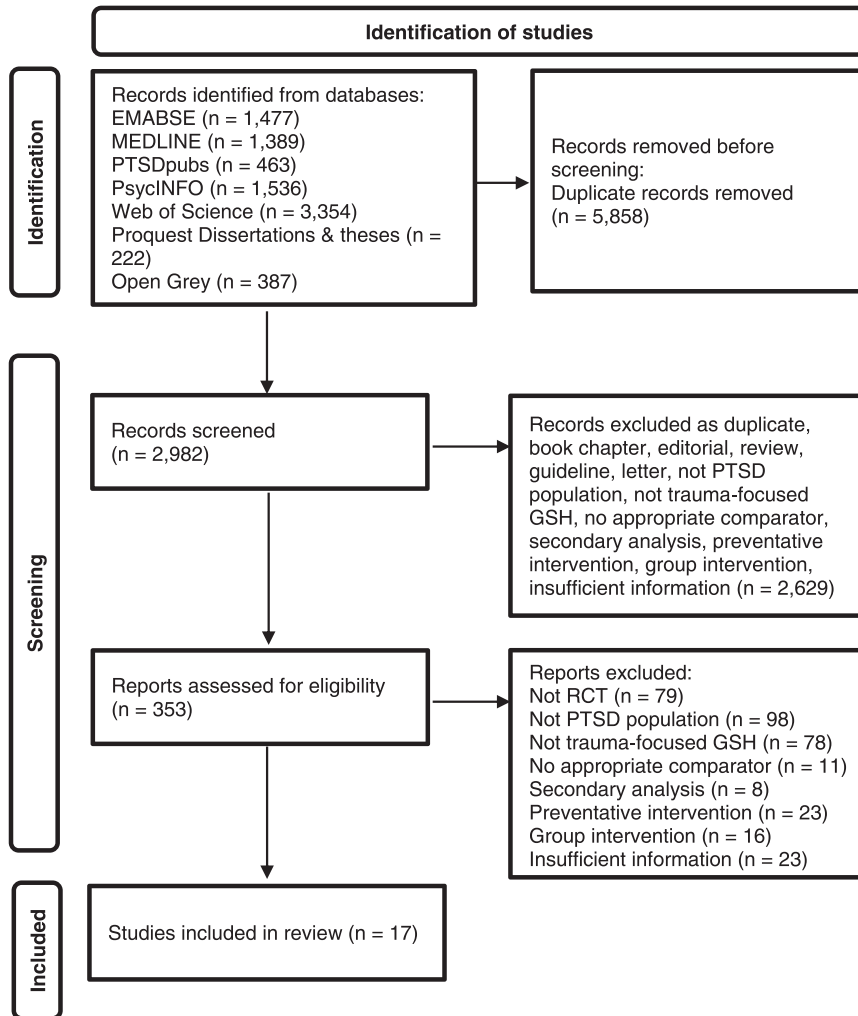 Identification of studies
Identification
Records identified from databases:
EMABSE (n = 1,477)
MEDLINE (n = 1,389)
PTSDpubs (n = 463)
PsycINFO (n = 1,536)
Web of Science (n = 3,354)
Proquest Dissertations & theses (n =
222)
Open Grey (n = 387)
Records removed before
screening:
Duplicate records removed
(n = 5,858)
Screening
Records screened
(n = 2,982)
Records excluded as duplicate,
book chapter, editorial, review,
guideline, letter, not PTSD
population, not trauma-focused
GSH, no appropriate comparator,
secondary analysis, preventative
intervention, group intervention,
insufficient information (n = 2,629)
Reports assessed for eligibility
(n = 353)
Reports excluded:
Not RCT (n = 79)
Not PTSD population (n = 98)
Not trauma-focused GSH (n = 78)
No appropriate comparator (n = 11)
Secondary analysis (n = 8)
Preventative intervention (n = 23)
Group intervention (n = 16)
Insufficient information (n = 23)
Included
Studies included in review (n = 17)